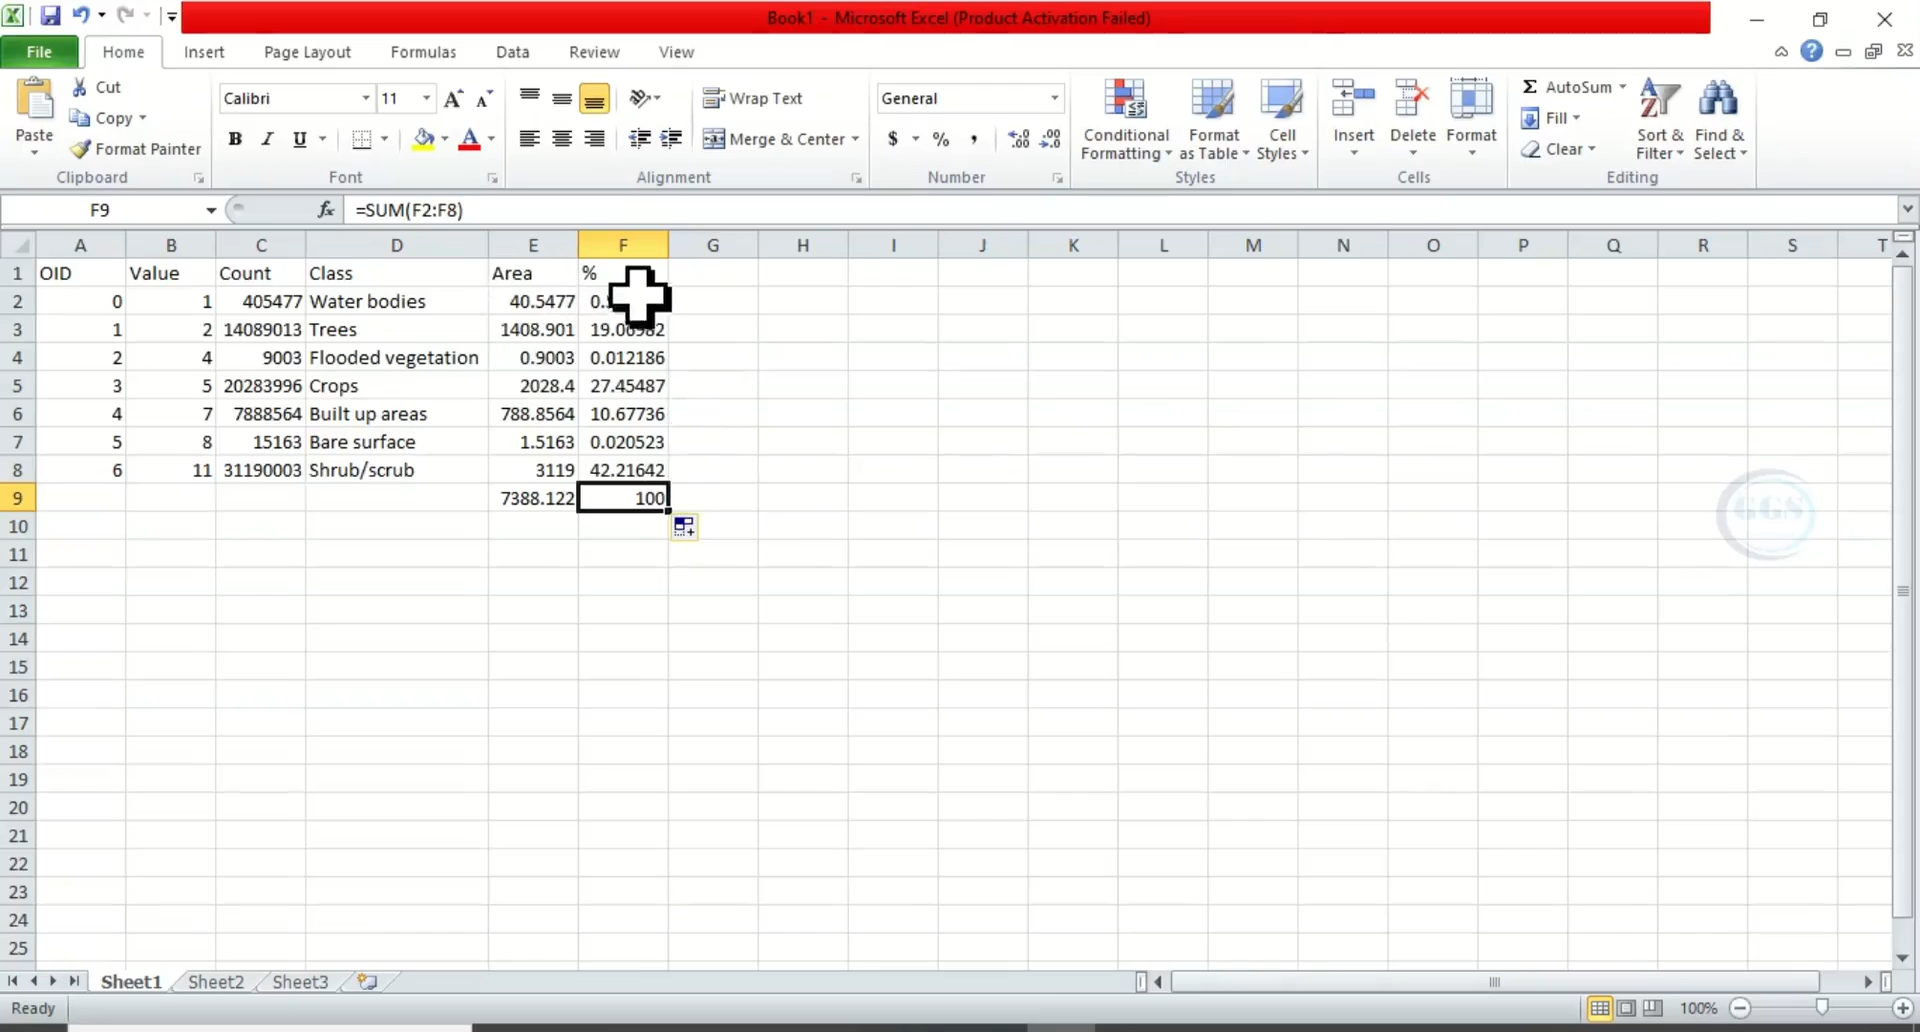 Book1 - Microsoft Excel (Product Activation Failed)
File Home Insert Page Layout Formulas Data Review View
Paste
Cut
Copy
Format Painter
Clipboard
Calibri 11
B I U
Font
Wrap Text
Merge & Center
Alignment
General
$ % ,
Number
Conditional Formatting
Format as Table
Cell Styles
Styles
Insert Delete Format
Cells
Σ AutoSum
Fill
Clear
Sort & Filter
Find & Select
Editing
F9 fx =SUM(F2:F8)
A B C D E F G H I J K L M N O P Q R S T
1 OID Value Count Class Area %
2 0 1 405477 Water bodies 40.5477
3 1 2 14089013 Trees 1408.901 19.06982
4 2 4 9003 Flooded vegetation 0.9003 0.012186
5 3 5 20283996 Crops 2028.4 27.45487
6 4 7 7888564 Built up areas 788.8564 10.67736
7 5 8 15163 Bare surface 1.5163 0.020523
8 6 11 31190003 Shrub/scrub 3119 42.21642
9 7388.122 100
10
11
12
13
14
15
16
17
18
19
20
21
22
23
24
25
GGS
Sheet1 Sheet2 Sheet3
Ready 100%